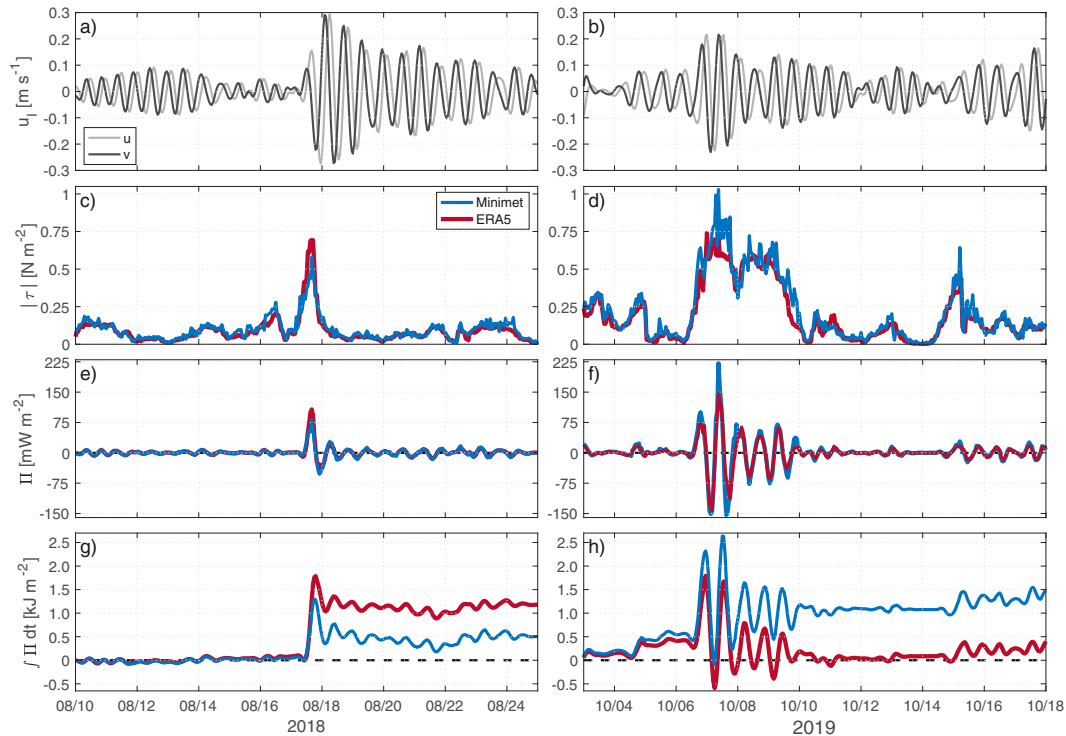 a)
0.3
0.2
0.1
0
-0.1
-0.2
-0.3
u_I [m s⁻¹]
u
v
b)
0.3
0.2
0.1
0
-0.1
-0.2
-0.3
c)
1
0.75
0.5
0.25
0
| τ | [N m⁻²]
Minimet
ERA5
d)
1
0.75
0.5
0.25
0
e)
225
150
75
0
-75
-150
Π [mW m⁻²]
f)
225
150
75
0
-75
-150
g)
2.5
2.0
1.5
1.0
0.5
0
-0.5
∫ Π dt [kJ m⁻²]
08/10 08/12 08/14 08/16 08/18 08/20 08/22 08/24
2018
h)
2.5
2.0
1.5
1.0
0.5
0
-0.5
10/04 10/06 10/08 10/10 10/12 10/14 10/16 10/18
2019